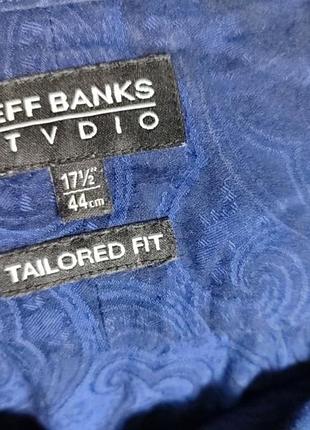 EFF BANKS
TVDIO
17½"
44cm
TAILORED FIT